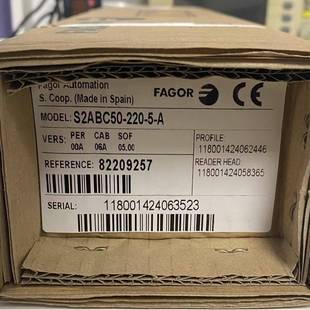 Fagor Automation
S. Coop. (Made in Spain)
FAGOR CE
MODEL: S2ABC50-220-5-A
VERS: PER CAB SOF
00A 06A 05.00
REFERENCE: 82209257
PROFILE:
118001424062446
READER HEAD:
118001424058365
SERIAL: 118001424063523